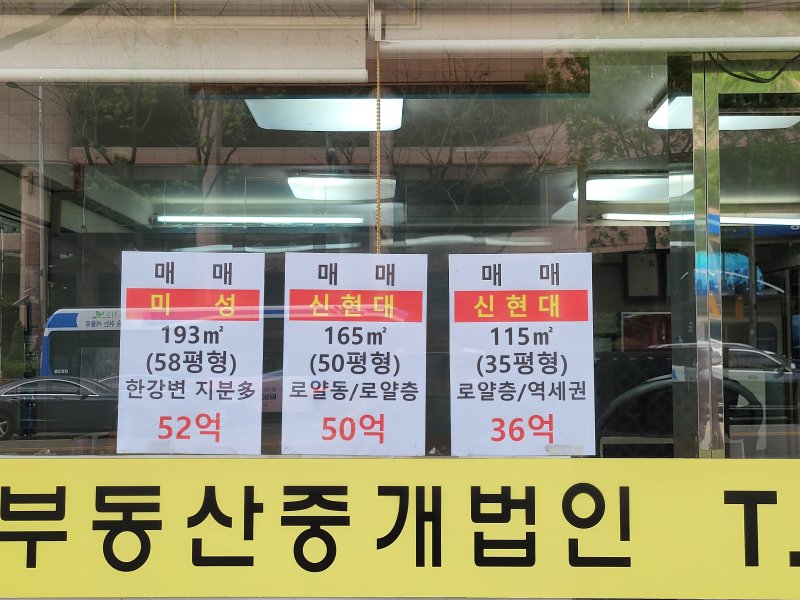 매 매
미 성
193㎡
(58평형)
한강변 지분多
52억
매 매
신현대
165㎡
(50평형)
로얄동/로얄층
50억
매 매
신현대
115㎡
(35평형)
로얄층/역세권
36억
부동산중개법인 T